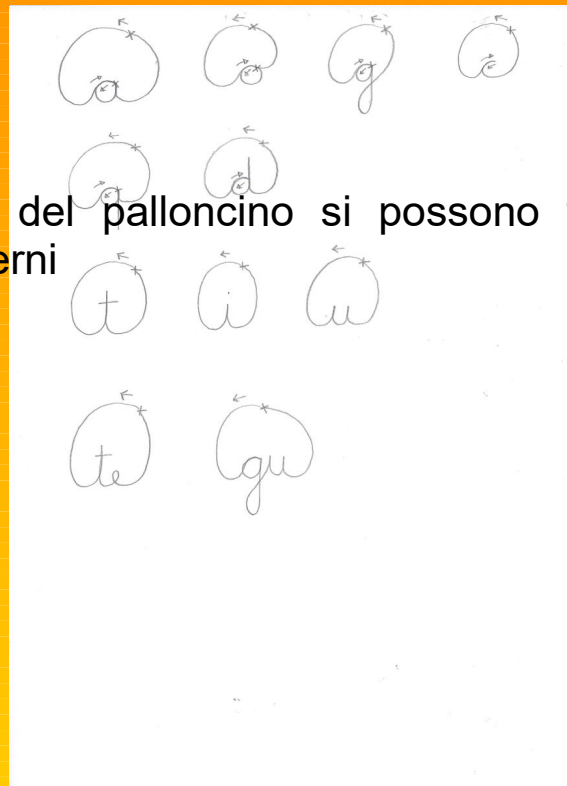 a o g c
a d
del palloncino si possono
erni
t i u
te gu